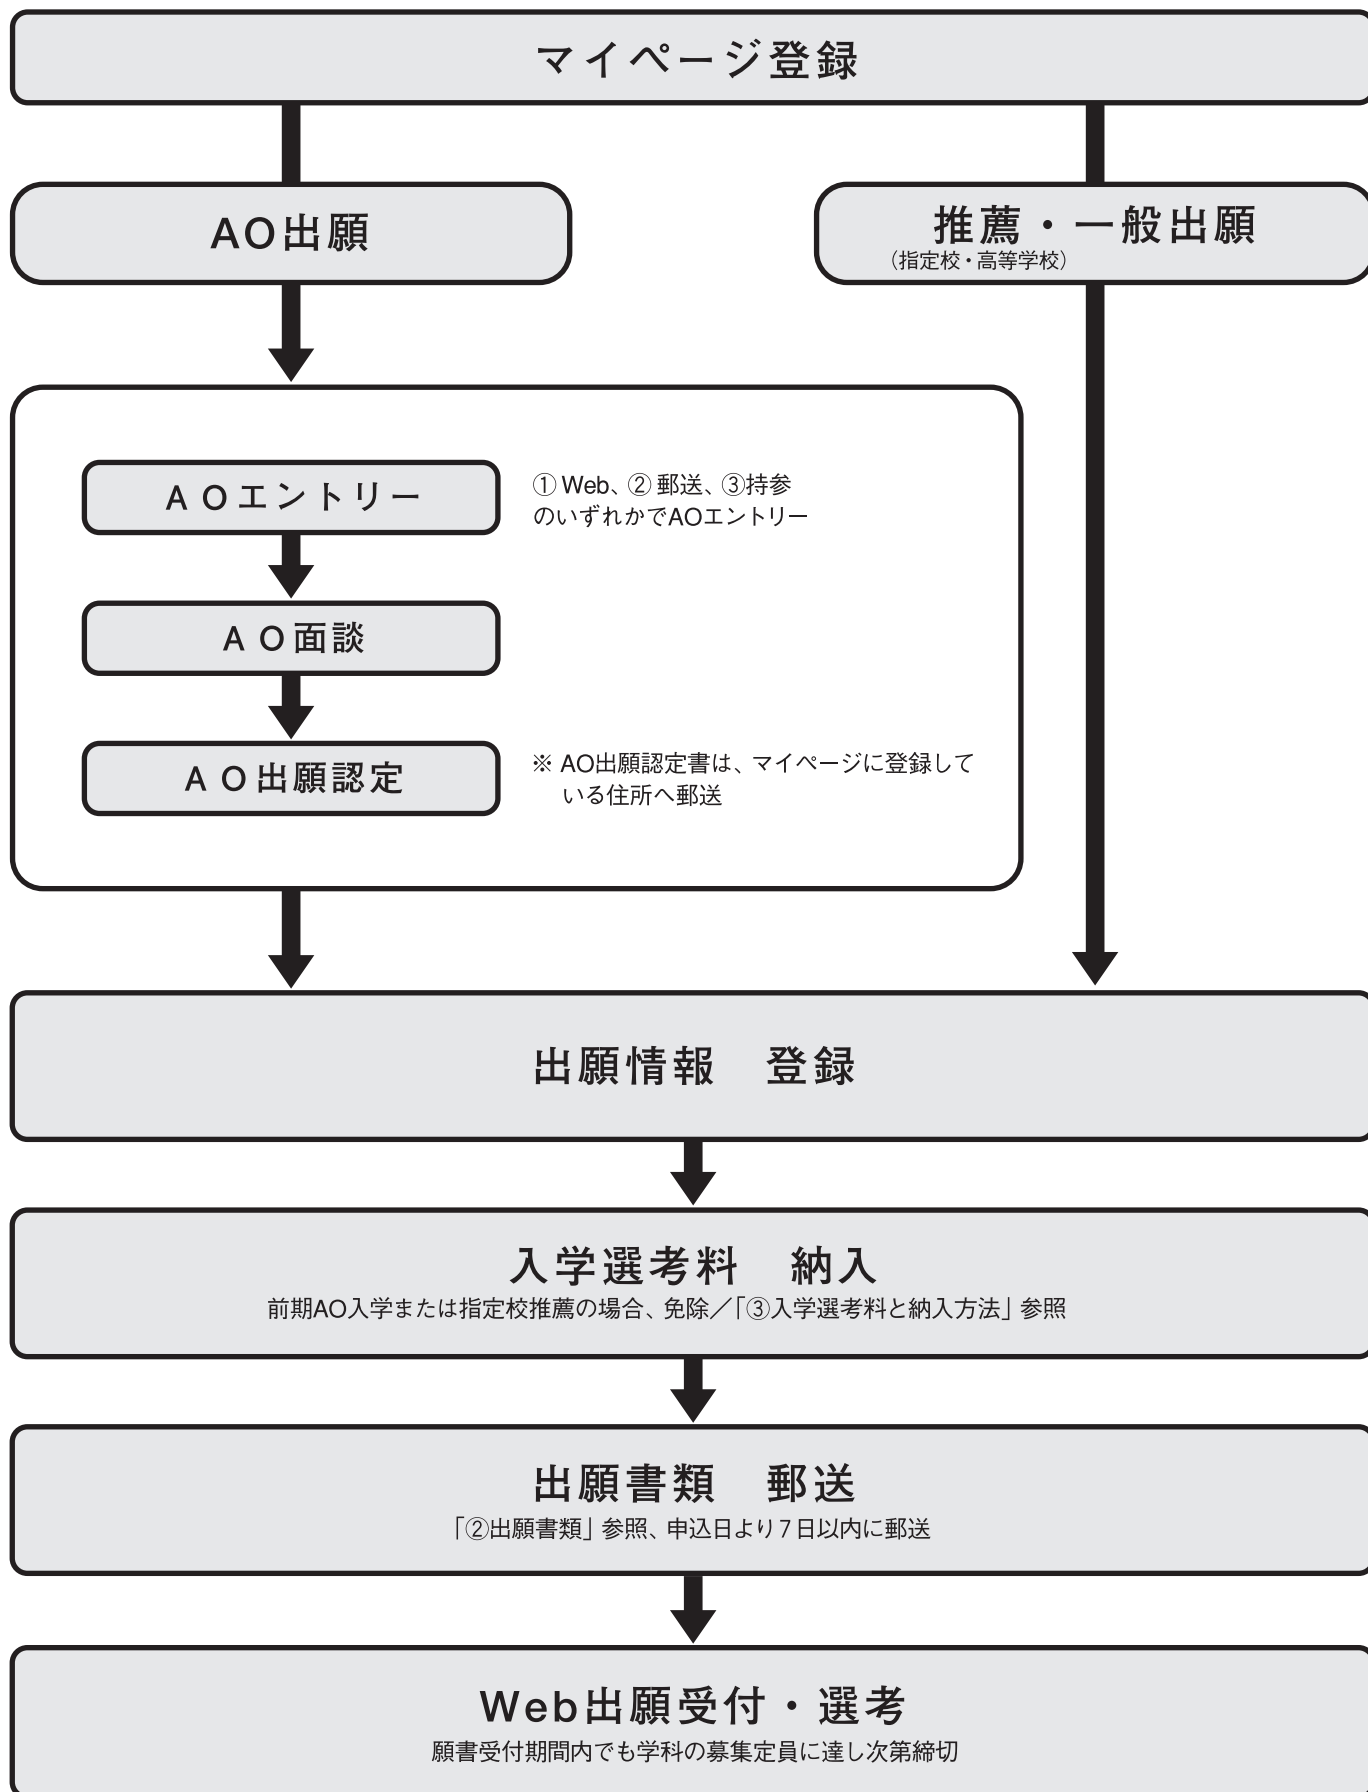 マイページ登録
AO出願
推薦・一般出願
（指定校・高等学校）
AOエントリー
① Web、② 郵送、③持参
のいずれかでAOエントリー
AO面談
AO出願認定
※ AO出願認定書は、マイページに登録して
いる住所へ郵送
出願情報　登録
入学選考料　納入
前期AO入学または指定校推薦の場合、免除／「③入学選考料と納入方法」参照
出願書類　郵送
「②出願書類」参照、申込日より7日以内に郵送
Web出願受付・選考
願書受付期間内でも学科の募集定員に達し次第締切